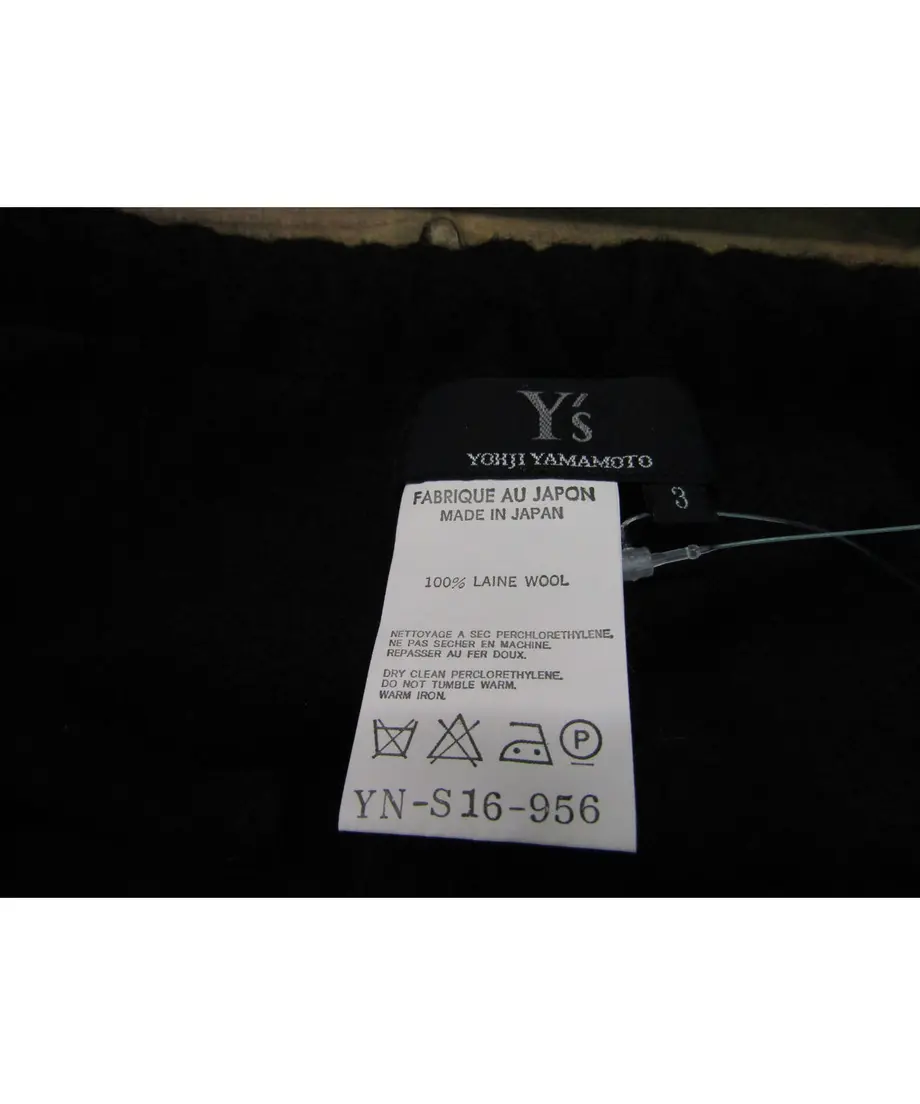 Y's
YOHJI YAMAMOTO
3
FABRIQUE AU JAPON
MADE IN JAPAN
100% LAINE WOOL
NETTOYAGE A SEC PERCHLORETHYLENE.
NE PAS SECHER EN MACHINE.
REPASSER AU FER DOUX.
DRY CLEAN PERCLORETHYLENE.
DO NOT TUMBLE WARM.
WARM IRON.
P
YN-S16-956